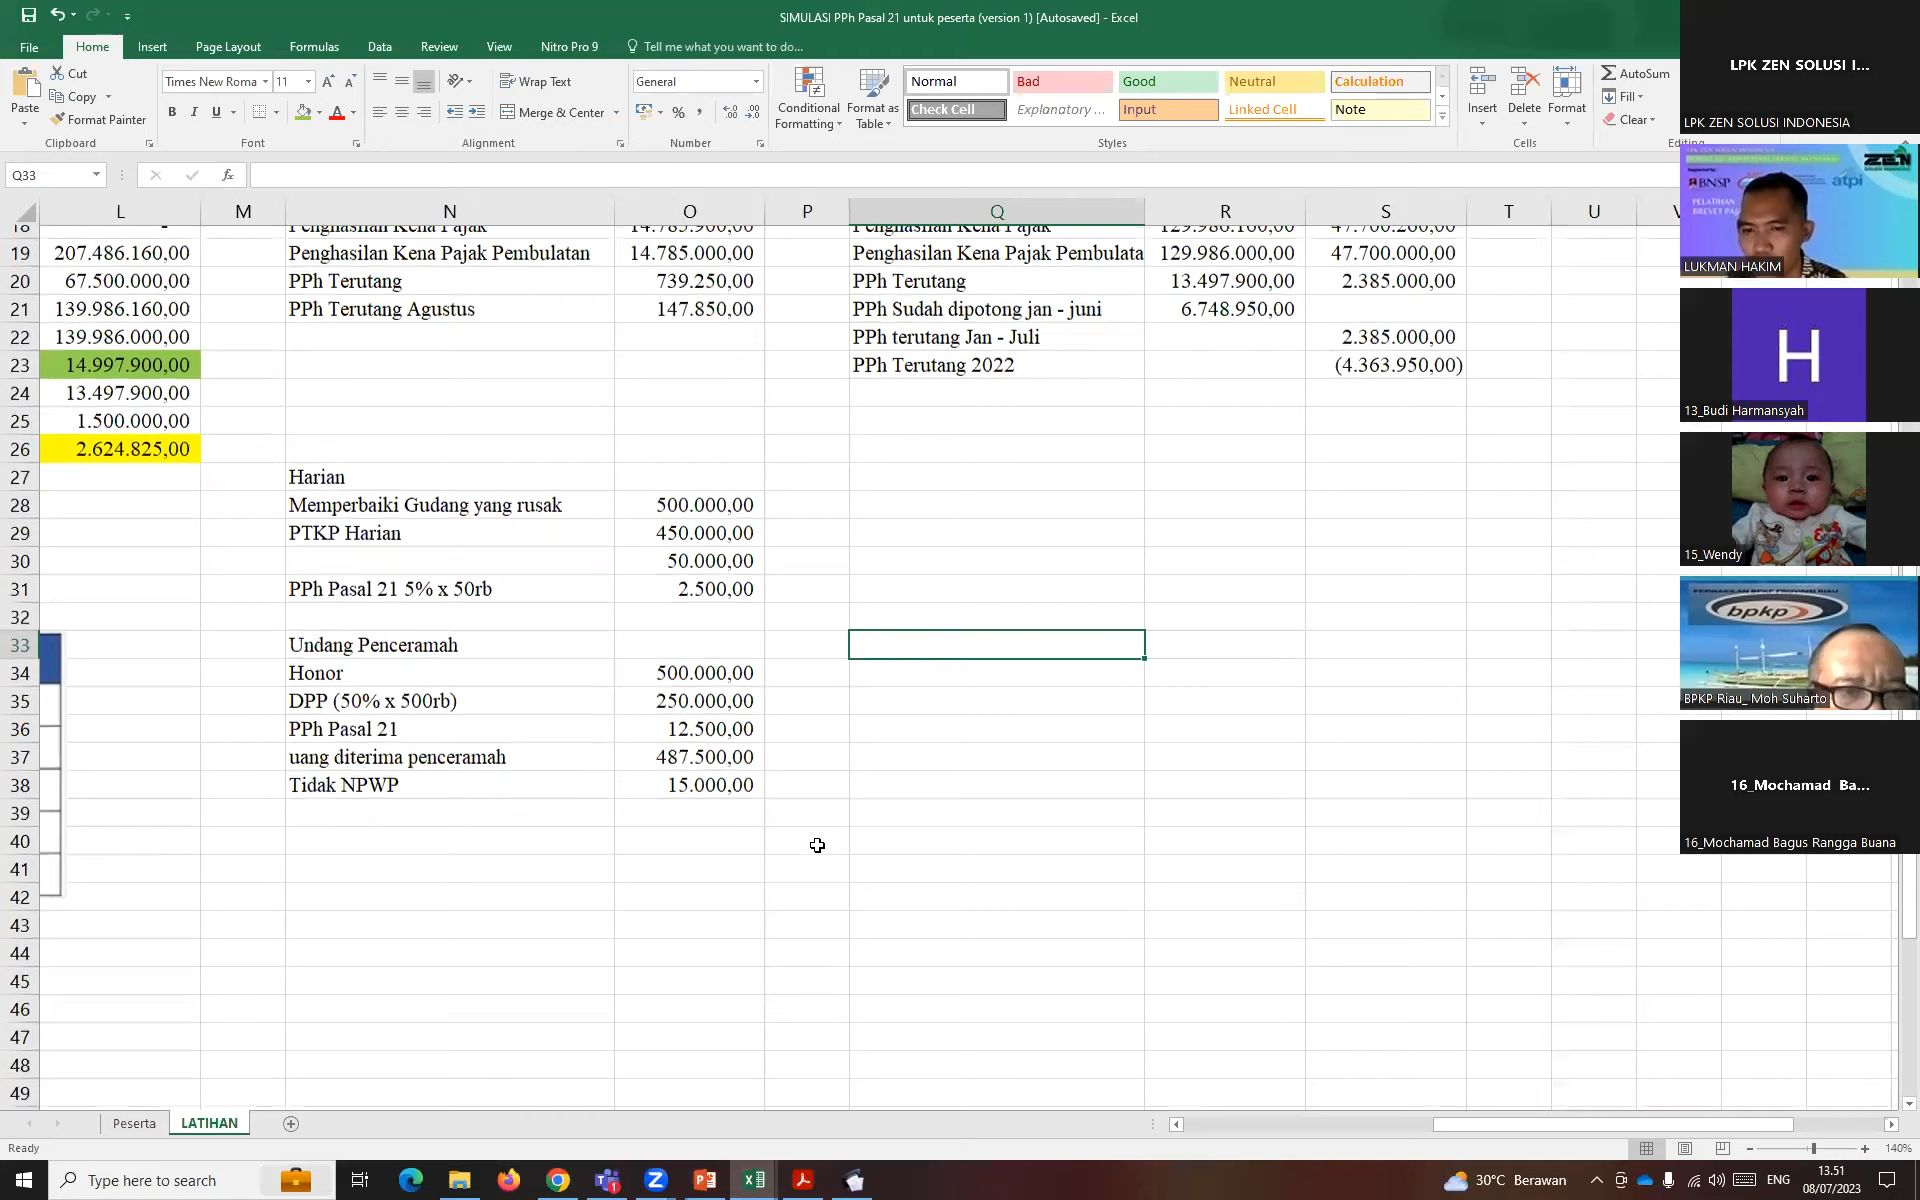 SIMULASI PPh Pasal 21 untuk peserta (version 1) [Autosaved] - Excel
File Home Insert Page Layout Formulas Data Review View Nitro Pro 9 Tell me what you want to do...
Paste Cut Copy Format Painter Clipboard
Times New Roma 11 B I U Font
Wrap Text Merge & Center Alignment
General % Number
Conditional Formatting Format as Table
Normal Bad Good Neutral Calculation
Check Cell Explanatory ... Input Linked Cell Note
Styles
Insert Delete Format Cells
AutoSum Fill Clear
Q33 fx
L M N O P Q R S T U
18 - Penghasilan Kena Pajak 14.785.900,00 Penghasilan Kena Pajak 129.986.160,00 47.700.260,00
19 207.486.160,00 Penghasilan Kena Pajak Pembulatan 14.785.000,00 Penghasilan Kena Pajak Pembulata 129.986.000,00 47.700.000,00
20 67.500.000,00 PPh Terutang 739.250,00 PPh Terutang 13.497.900,00 2.385.000,00
21 139.986.160,00 PPh Terutang Agustus 147.850,00 PPh Sudah dipotong jan - juni 6.748.950,00
22 139.986.000,00 PPh terutang Jan - Juli 2.385.000,00
23 14.997.900,00 PPh Terutang 2022 (4.363.950,00)
24 13.497.900,00
25 1.500.000,00
26 2.624.825,00
27 Harian
28 Memperbaiki Gudang yang rusak 500.000,00
29 PTKP Harian 450.000,00
30 50.000,00
31 PPh Pasal 21 5% x 50rb 2.500,00
32
33 Undang Penceramah
34 Honor 500.000,00
35 DPP (50% x 500rb) 250.000,00
36 PPh Pasal 21 12.500,00
37 uang diterima penceramah 487.500,00
38 Tidak NPWP 15.000,00
39
40
41
42
43
44
45
46
47
48
49
Peserta LATIHAN
Ready 140%
Type here to search
30°C Berawan ENG 13.51
08/07/2023
LPK ZEN SOLUSI I...
LPK ZEN SOLUSI INDONESIA
ZEN
BNSP atpi
PELATIHAN
LUKMAN HAKIM
H
13_Budi Harmansyah
15_Wendy
PERWAKILAN BPKP PROVINSI RIAU
bpkp
BPKP Riau_ Moh Suharto
16_Mochamad Ba...
16_Mochamad Bagus Rangga Buana